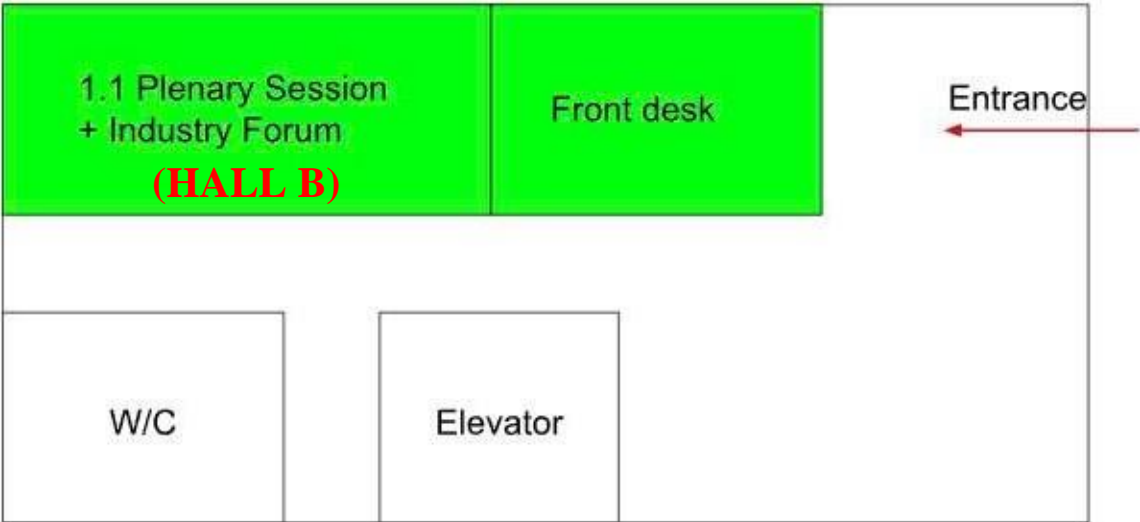 1.1 Plenary Session
+ Industry Forum
(HALL B)
Front desk
Entrance
W/C
Elevator